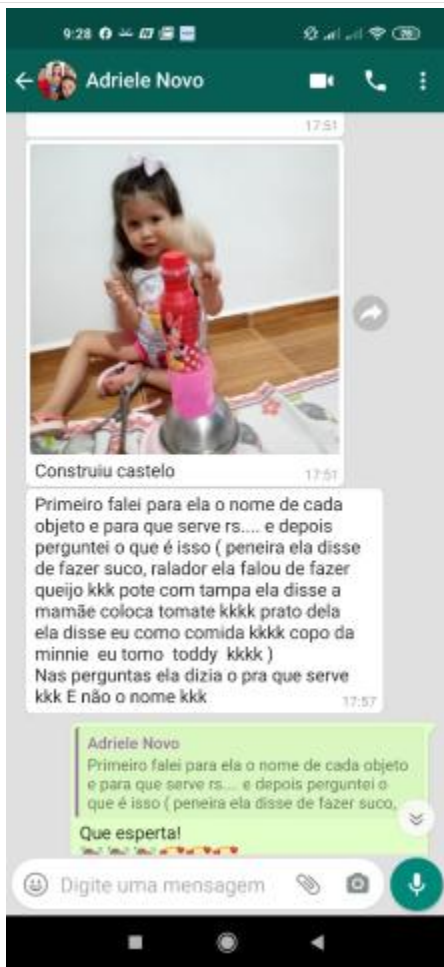 9:28
28
Adriele Novo
17:51
Construiu castelo
17:51
Primeiro falei para ela o nome de cada
objeto e para que serve rs.... e depois
perguntei o que é isso ( peneira ela disse
de fazer suco, ralador ela falou de fazer
queijo kkk pote com tampa ela disse a
mamãe coloca tomate kkkk prato dela
ela disse eu como comida kkkk copo da
minnie eu tomo toddy kkkk )
Nas perguntas ela dizia o pra que serve
kkk E não o nome kkk
17:57
Adriele Novo
Primeiro falei para ela o nome de cada objeto
e para que serve rs.... e depois perguntei o
que é isso ( peneira ela disse de fazer suco,
Que esperta!
Digite uma mensagem